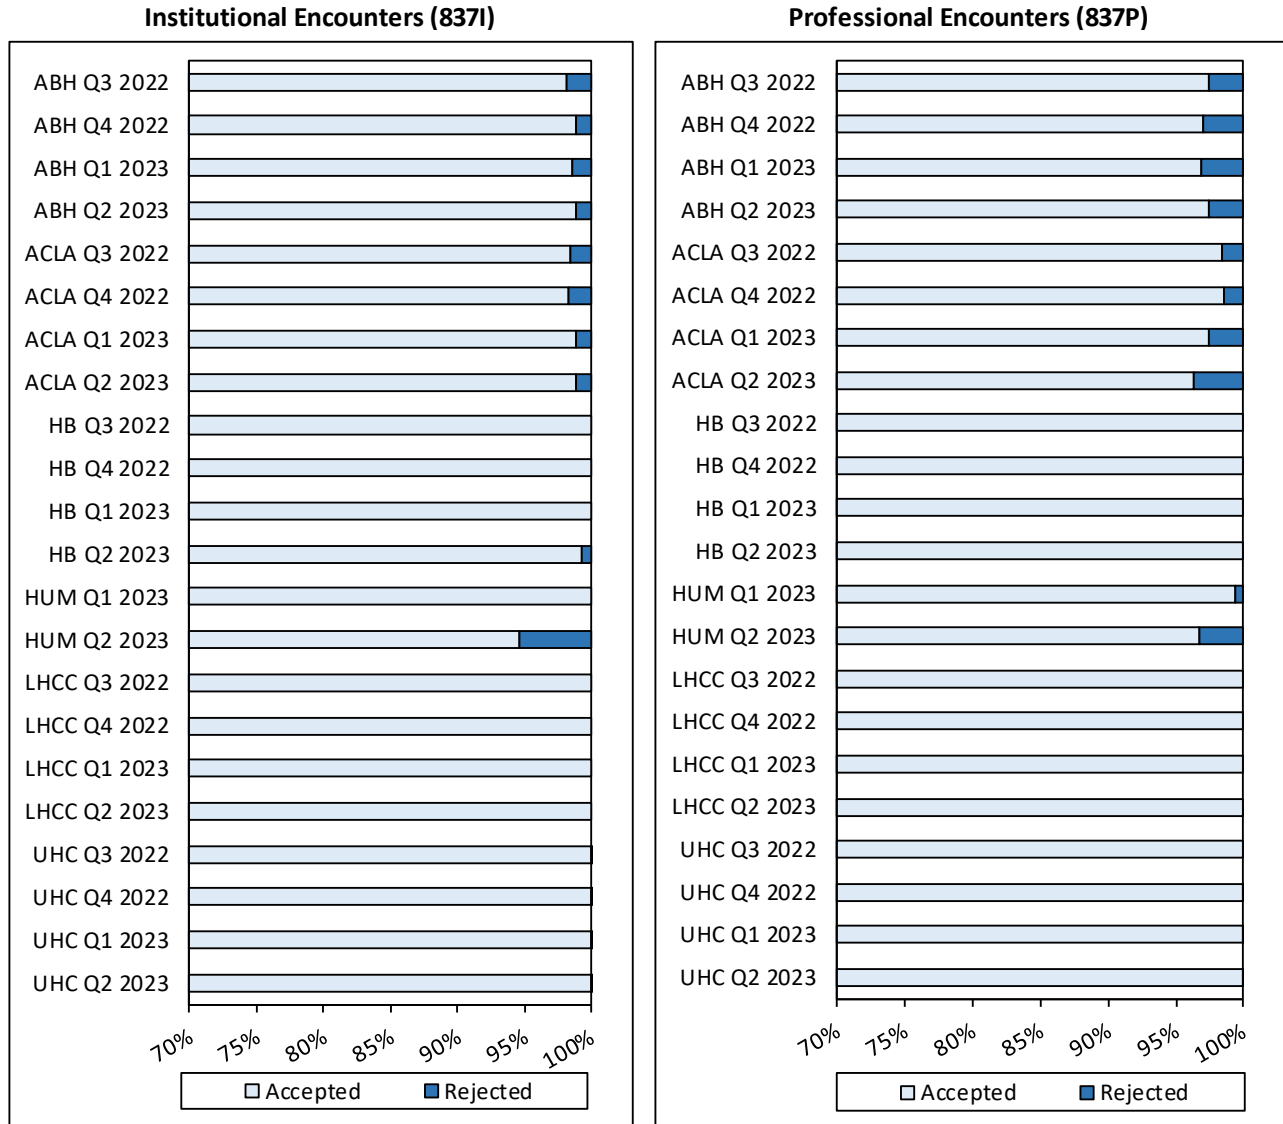 Institutional Encounters (837I)
ABH Q3 2022
ABH Q4 2022
ABH Q1 2023
ABH Q2 2023
ACLA Q3 2022
ACLA Q4 2022
ACLA Q1 2023
ACLA Q2 2023
HB Q3 2022
HB Q4 2022
HB Q1 2023
HB Q2 2023
HUM Q1 2023
HUM Q2 2023
LHCC Q3 2022
LHCC Q4 2022
LHCC Q1 2023
LHCC Q2 2023
UHC Q3 2022
UHC Q4 2022
UHC Q1 2023
UHC Q2 2023
70% 75% 80% 85% 90% 95% 100%
Accepted Rejected
Professional Encounters (837P)
ABH Q3 2022
ABH Q4 2022
ABH Q1 2023
ABH Q2 2023
ACLA Q3 2022
ACLA Q4 2022
ACLA Q1 2023
ACLA Q2 2023
HB Q3 2022
HB Q4 2022
HB Q1 2023
HB Q2 2023
HUM Q1 2023
HUM Q2 2023
LHCC Q3 2022
LHCC Q4 2022
LHCC Q1 2023
LHCC Q2 2023
UHC Q3 2022
UHC Q4 2022
UHC Q1 2023
UHC Q2 2023
70% 75% 80% 85% 90% 95% 100%
Accepted Rejected